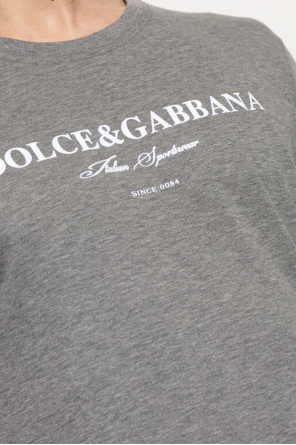 DOLCE&GABBANA
Italian Sportswear
SINCE 0084